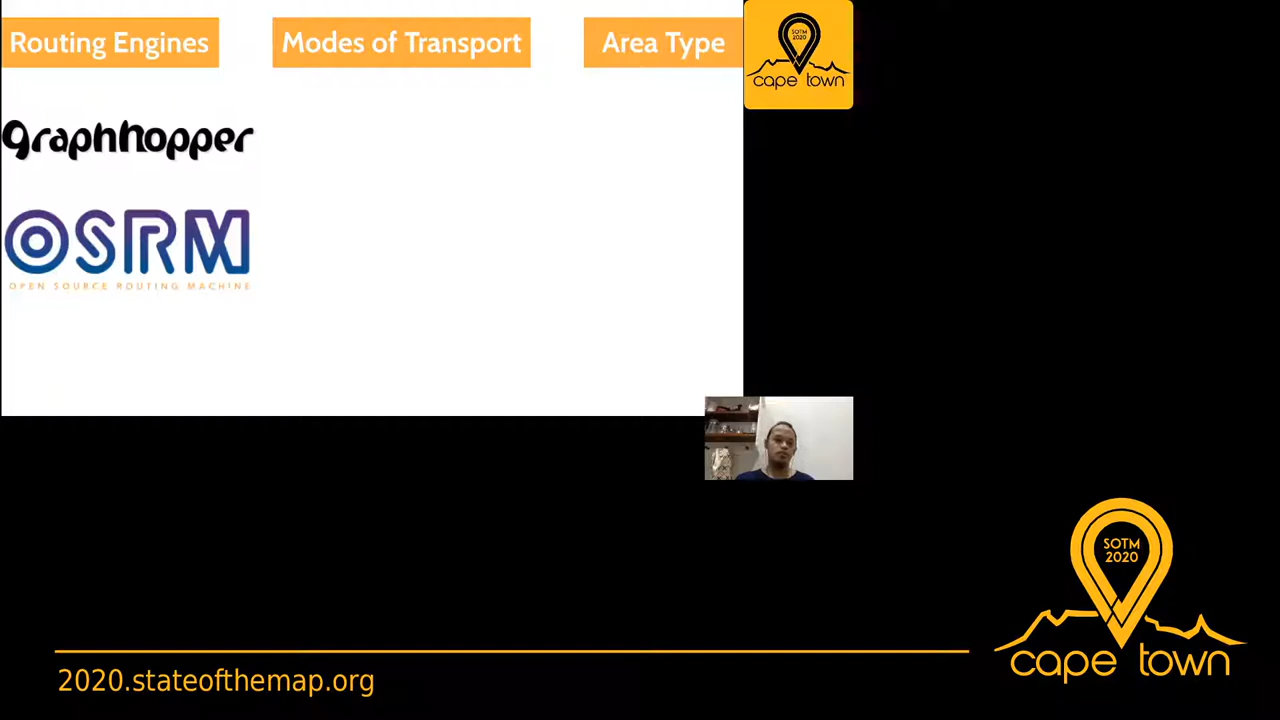 Routing Engines
Modes of Transport
Area Type
SOTM
2020
cape town
graphhopper
OSRM
OPEN SOURCE ROUTING MACHINE
SOTM
2020
cape town
2020.stateofthemap.org